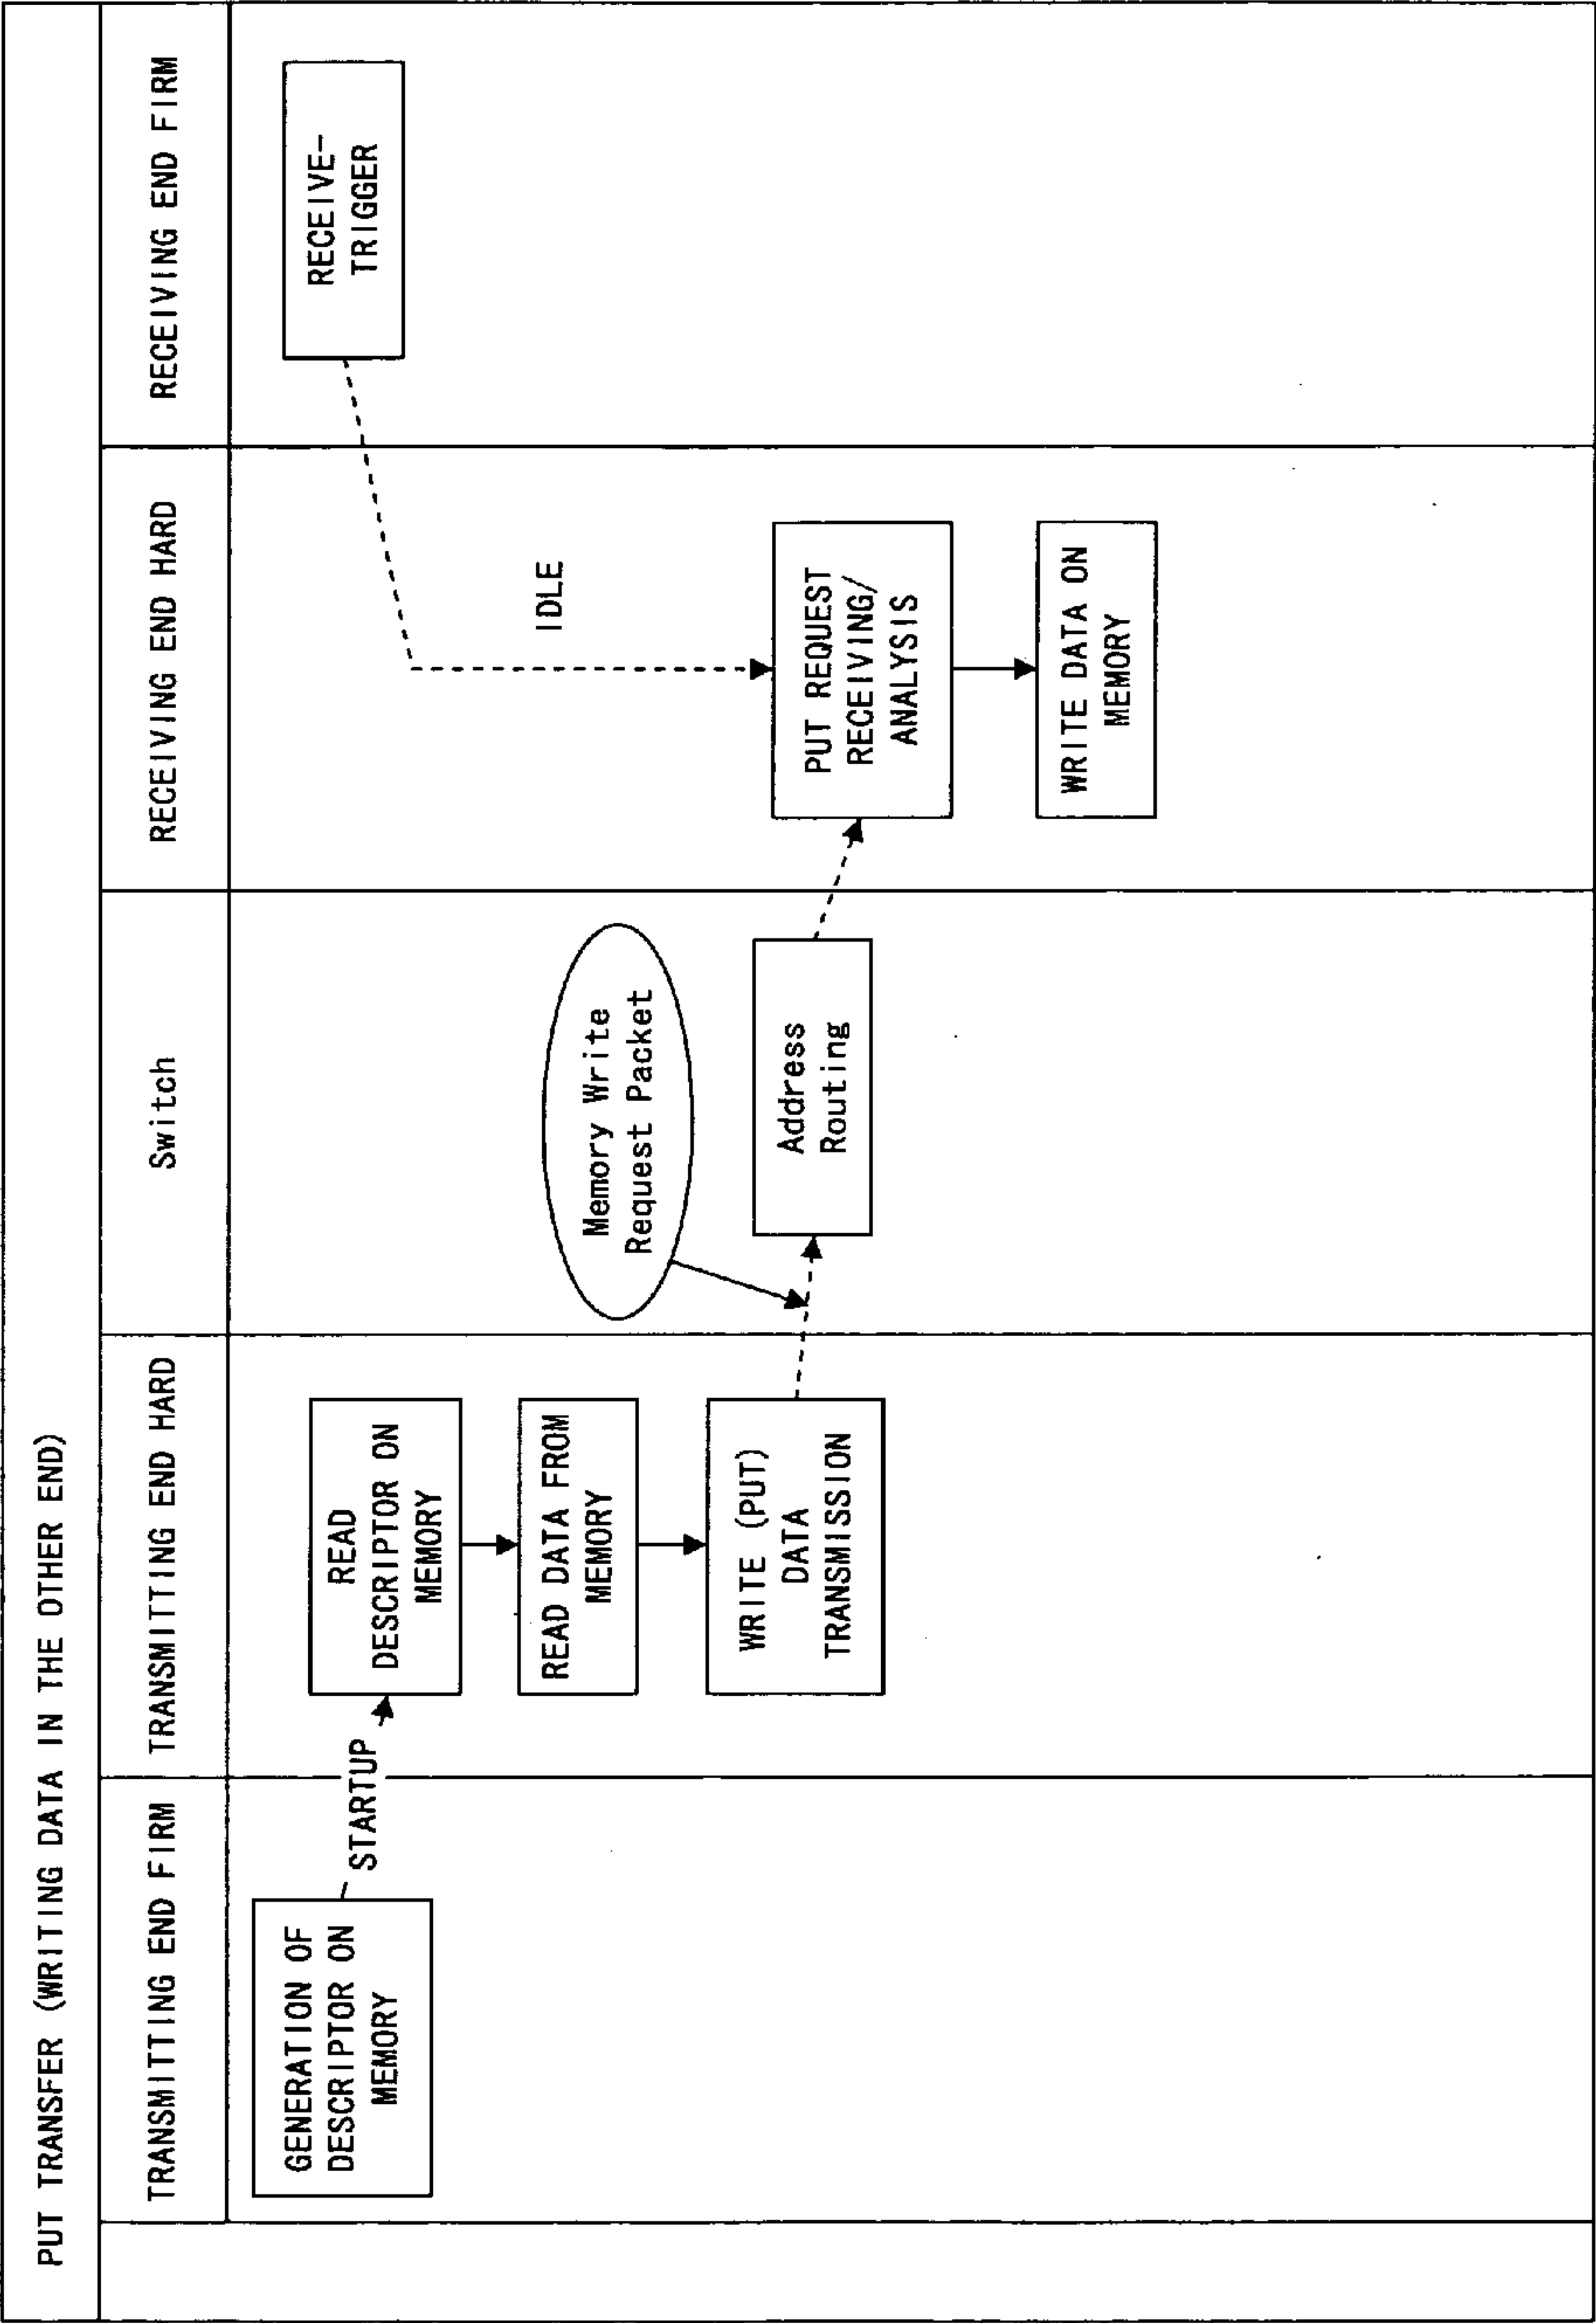 PUT TRANSFER (WRITING DATA IN THE OTHER END)
TRANSMITTING END FIRM
TRANSMITTING END HARD
Switch
RECEIVING END HARD
RECEIVING END FIRM
GENERATION OF
DESCRIPTOR ON
MEMORY
STARTUP
READ
DESCRIPTOR ON
MEMORY
READ DATA FROM
MEMORY
WRITE (PUT)
DATA
TRANSMISSION
Memory Write
Request Packet
Address
Routing
IDLE
PUT REQUEST
RECEIVING/
ANALYSIS
WRITE DATA ON
MEMORY
RECEIVE-
TRIGGER